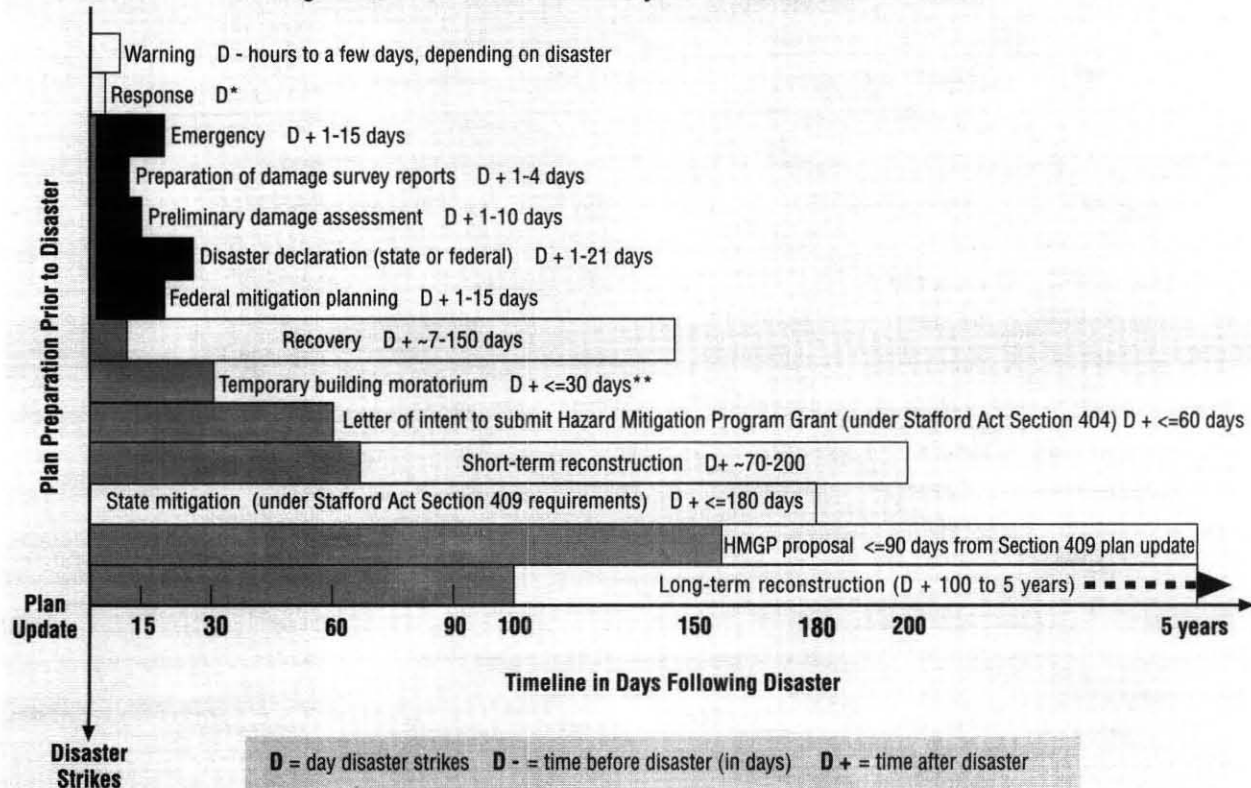 Warning D - hours to a few days, depending on disaster
Response D*
Emergency D + 1-15 days
Preparation of damage survey reports D + 1-4 days
Preliminary damage assessment D + 1-10 days
Disaster declaration (state or federal) D + 1-21 days
Federal mitigation planning D + 1-15 days
Recovery D + ~7-150 days
Temporary building moratorium D + <=30 days**
Letter of intent to submit Hazard Mitigation Program Grant (under Stafford Act Section 404) D + <=60 days
Short-term reconstruction D+ ~70-200
State mitigation (under Stafford Act Section 409 requirements) D + <=180 days
HMGP proposal <=90 days from Section 409 plan update
Long-term reconstruction (D + 100 to 5 years)
Plan Preparation Prior to Disaster
Plan
Update
15 30 60 90 100 150 180 200 5 years
Timeline in Days Following Disaster
Disaster
Strikes
D = day disaster strikes D - = time before disaster (in days) D + = time after disaster